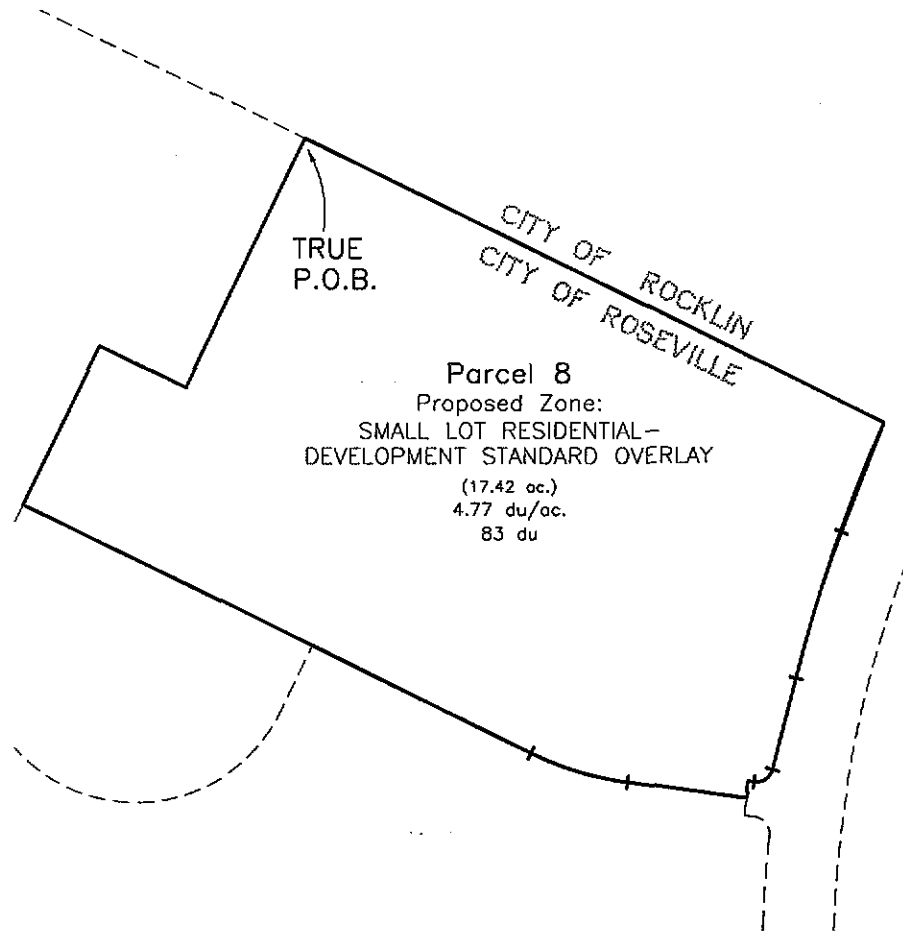 CITY OF ROCKLIN
CITY OF ROSEVILLE
TRUE
P.O.B.
Parcel 8
Proposed Zone:
SMALL LOT RESIDENTIAL-
DEVELOPMENT STANDARD OVERLAY
(17.42 ac.)
4.77 du/ac.
83 du